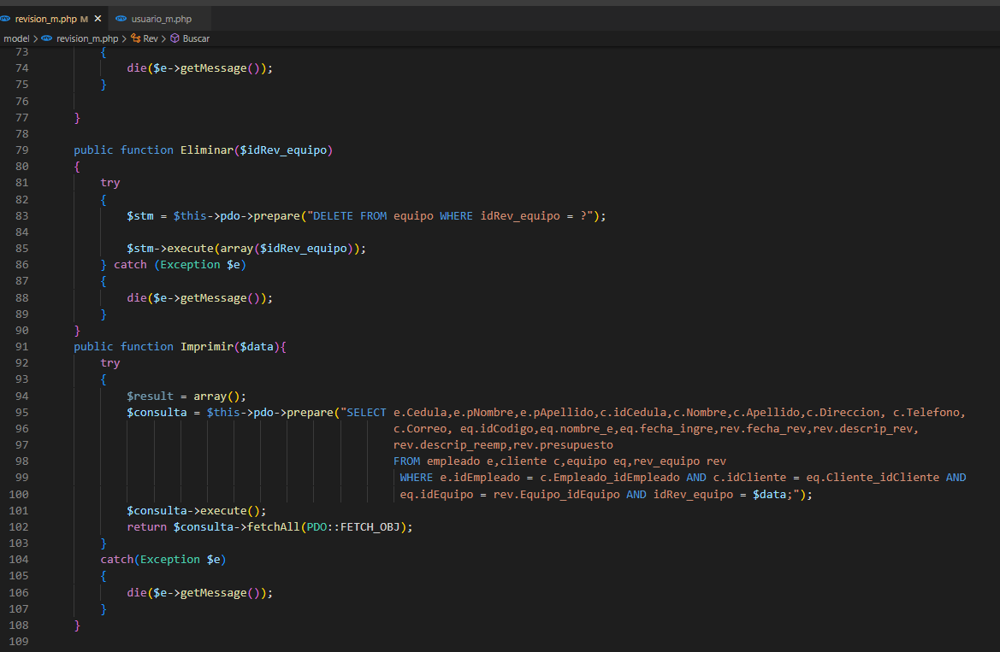 revision_m.php M ×
usuario_m.php
model > revision_m.php > Rev > Buscar
73 {
74 die($e->getMessage());
75 }
76
77 }
78
79 public function Eliminar($idRev_equipo)
80 {
81 try
82 {
83 $stm = $this->pdo->prepare("DELETE FROM equipo WHERE idRev_equipo = ?");
84
85 $stm->execute(array($idRev_equipo));
86 } catch (Exception $e)
87 {
88 die($e->getMessage());
89 }
90 }
91 public function Imprimir($data){
92 try
93 {
94 $result = array();
95 $consulta = $this->pdo->prepare("SELECT e.Cedula,e.pNombre,e.pApellido,c.idCedula,c.Nombre,c.Apellido,c.Direccion, c.Telefono,
96 c.Correo, eq.idCodigo,eq.nombre_e,eq.fecha_ingre,rev.fecha_rev,rev.descrip_rev,
97 rev.descrip_reemp,rev.presupuesto
98 FROM empleado e,cliente c,equipo eq,rev_equipo rev
99 WHERE e.idEmpleado = c.Empleado_idEmpleado AND c.idCliente = eq.Cliente_idCliente AND
100 eq.idEquipo = rev.Equipo_idEquipo AND idRev_equipo = $data;");
101 $consulta->execute();
102 return $consulta->fetchAll(PDO::FETCH_OBJ);
103 }
104 catch(Exception $e)
105 {
106 die($e->getMessage());
107 }
108 }
109